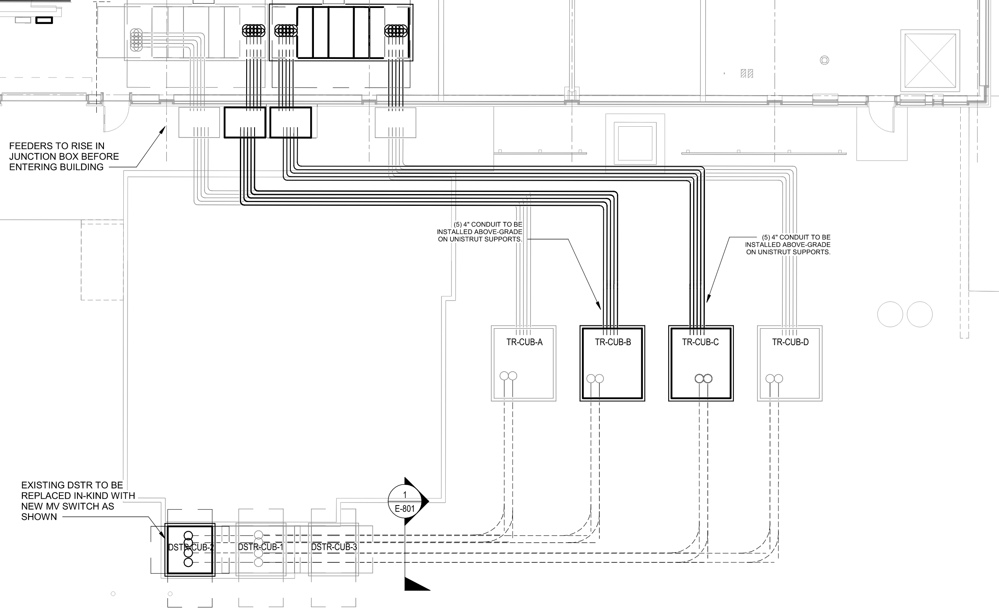 FEEDERS TO RISE IN
JUNCTION BOX BEFORE
ENTERING BUILDING
(5) 4" CONDUIT TO BE
INSTALLED ABOVE-GRADE
ON UNISTRUT SUPPORTS.
(5) 4" CONDUIT TO BE
INSTALLED ABOVE-GRADE
ON UNISTRUT SUPPORTS.
TR-CUB-A
TR-CUB-B
TR-CUB-C
TR-CUB-D
EXISTING DSTR TO BE
REPLACED IN-KIND WITH
NEW MV SWITCH AS
SHOWN
1
E-801
DSTR-CUB-2
DSTR-CUB-1
DSTR-CUB-3